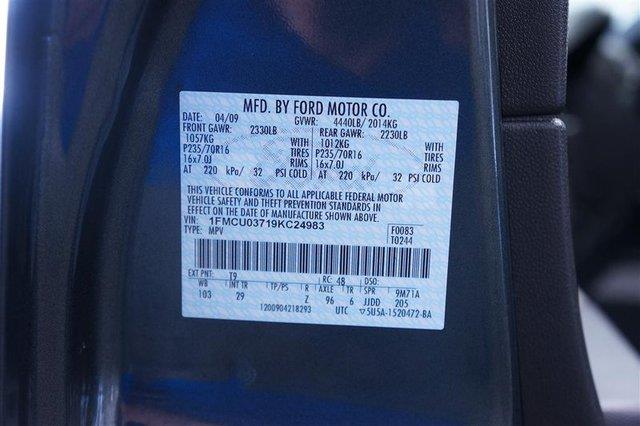 MFD. BY FORD MOTOR CO.
DATE: 04/09 GVWR: 4440LB/ 2014KG
FRONT GAWR: 2330LB REAR GAWR: 2230LB
1057KG WITH 1012KG WITH
P235/70R16 TIRES P235/70R16 TIRES
16x7.0J RIMS 16x7.0J RIMS
AT 220 kPa/ 32 PSI COLD AT 220 kPa/ 32 PSI COLD
THIS VEHICLE CONFORMS TO ALL APPLICABLE FEDERAL MOTOR
VEHICLE SAFETY AND THEFT PREVENTION STANDARDS IN
EFFECT ON THE DATE OF MANUFACTURE SHOWN ABOVE.
VIN: 1FMCU03719KC24983 F0083
TYPE: MPV T0244
EXT PNT: T9 RC: 48 DSO:
WB INT TR TP/PS R AXLE TR SPR 9M71A
103 29 Z 96 6 JJDD 205
1200904218293 UTC ▽5U5A-1520472-BA